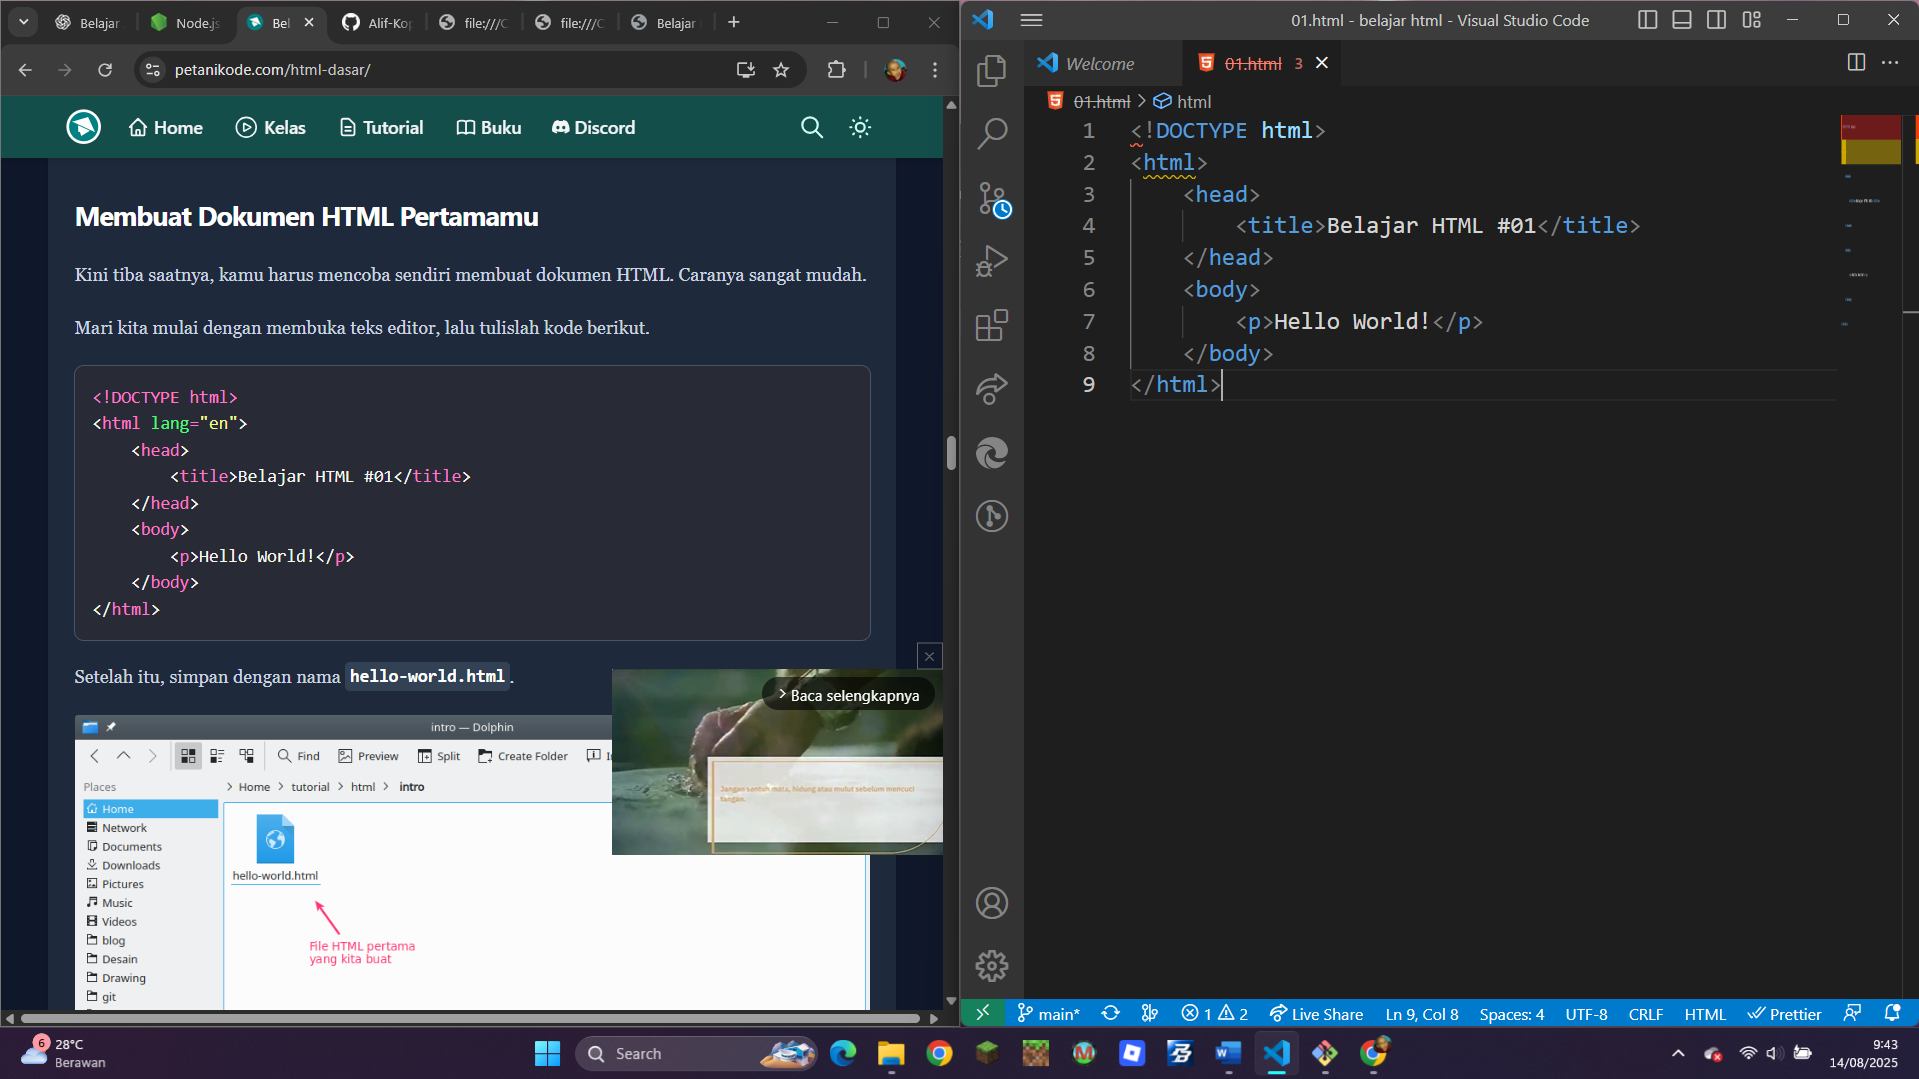 Belajar
Node.js
Bel
Alif-Kop
file:///C
file:///C
Belajar
petanikode.com/html-dasar/
Home
Kelas
Tutorial
Buku
Discord
Membuat Dokumen HTML Pertamamu
Kini tiba saatnya, kamu harus mencoba sendiri membuat dokumen HTML. Caranya sangat mudah.
Mari kita mulai dengan membuka teks editor, lalu tulislah kode berikut.
<!DOCTYPE html>
<html lang="en">
<head>
<title>Belajar HTML #01</title>
</head>
<body>
<p>Hello World!</p>
</body>
</html>
Setelah itu, simpan dengan nama hello-world.html.
Baca selengkapnya
Jangan sentuh mata, hidung atau mulut sebelum mencuci
tangan.
intro — Dolphin
Find
Preview
Split
Create Folder
Places
Home > tutorial > html > intro
Home
Network
Documents
Downloads
Pictures
Music
Videos
blog
Desain
Drawing
git
hello-world.html
File HTML pertama
yang kita buat
01.html - belajar html - Visual Studio Code
Welcome
01.html 3
01.html > html
1 <!DOCTYPE html>
2 <html>
3 <head>
4 <title>Belajar HTML #01</title>
5 </head>
6 <body>
7 <p>Hello World!</p>
8 </body>
9 </html>
main*
1
2
Live Share
Ln 9, Col 8
Spaces: 4
UTF-8
CRLF
HTML
Prettier
6
28°C
Berawan
Search
9:43
14/08/2025